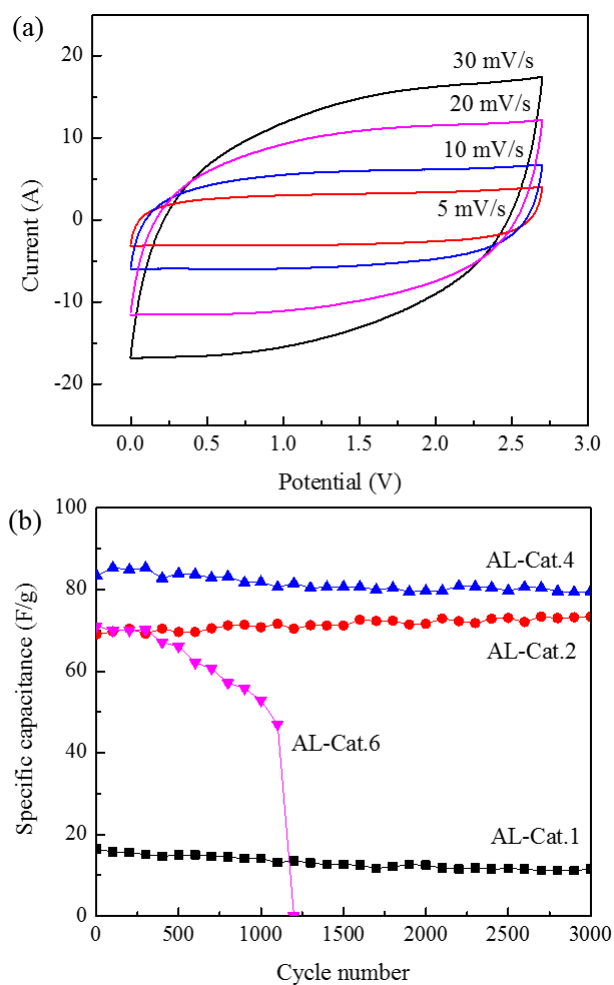 (a)
20
10
0
-10
-20
Current (A)
30 mV/s
20 mV/s
10 mV/s
5 mV/s
0.0 0.5 1.0 1.5 2.0 2.5 3.0
Potential (V)
(b)
100
80
60
40
20
0
Specific capacitance (F/g)
AL-Cat.4
AL-Cat.2
AL-Cat.6
AL-Cat.1
0 500 1000 1500 2000 2500 3000
Cycle number